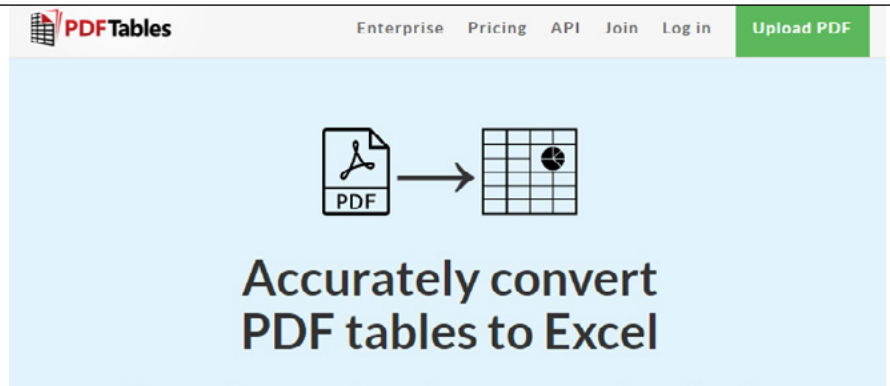 PDFTables
Enterprise Pricing API Join Log in Upload PDF
PDF
Accurately convert
PDF tables to Excel